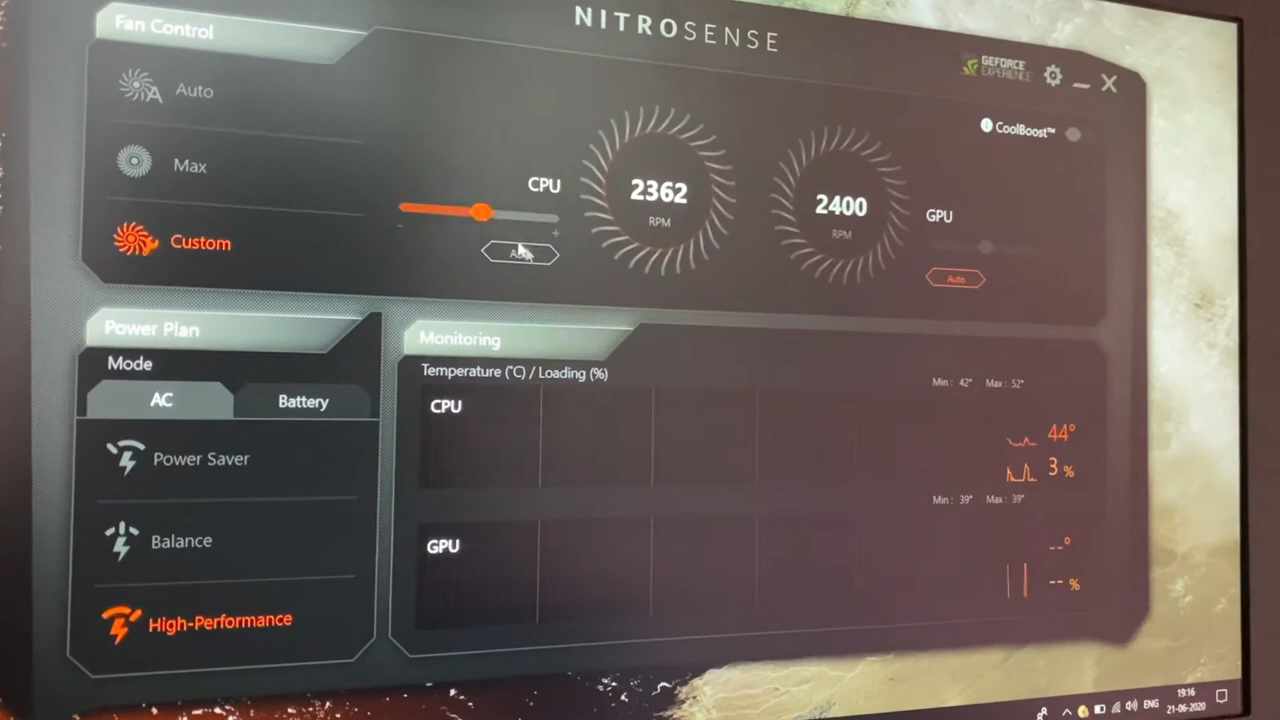 NITROSENSE
Fan Control
GEFORCE
EXPERIENCE
Auto
CoolBoost™
Max
CPU
2362
RPM
2400
RPM
GPU
- +
Custom
Auto
Power Plan
Mode
AC
Battery
Power Saver
Balance
High-Performance
Monitoring
Temperature (°C) / Loading (%)
CPU
Min : 42° Max : 52°
44°
3 %
Min : 39° Max : 39°
GPU
--°
-- %
ENG
19:16
21-06-2020